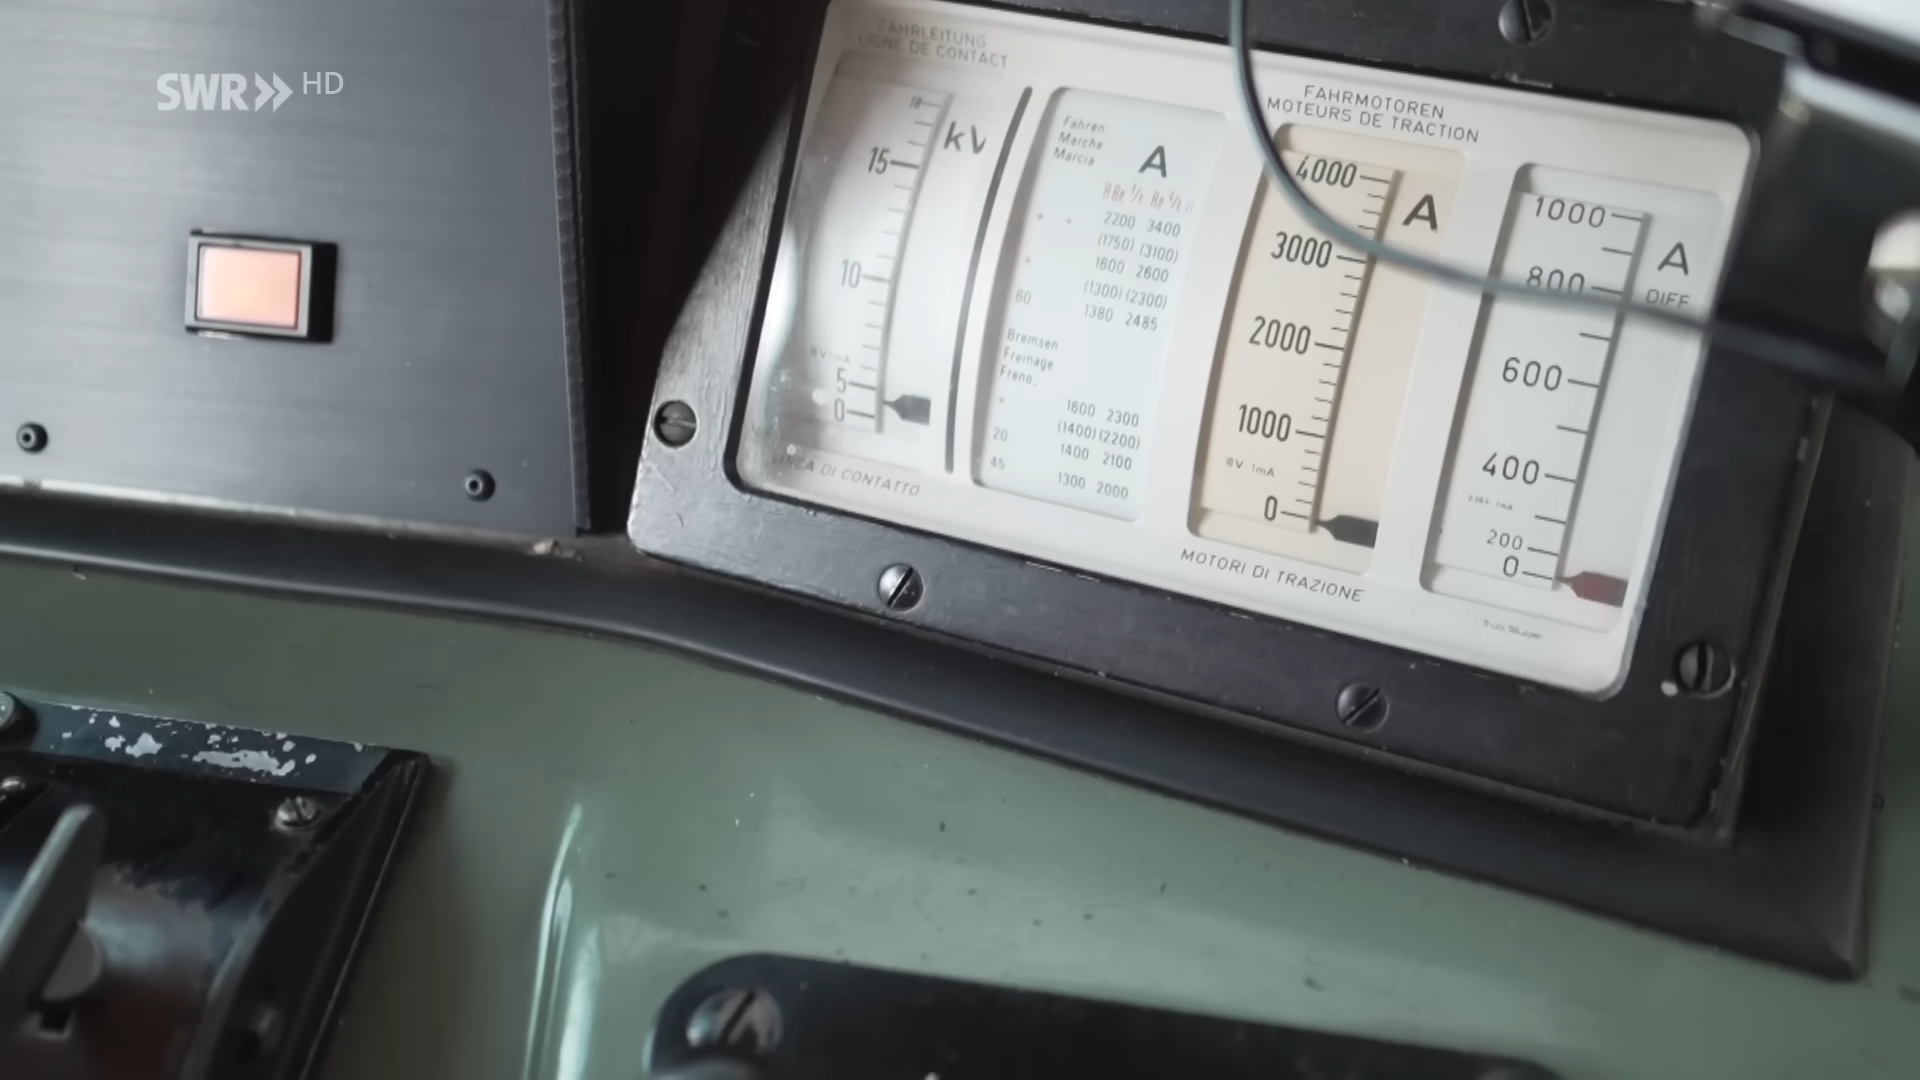 SWR HD
FAHRLEITUNG
LIGNE DE CONTACT
18
kV
15
10
5
0
LINEA DI CONTATTO
Fahren
Marche
Marcia
A
+ + 2200 3400
(1750) (3100)
+ 1600 2600
(1300) (2300)
60 1380 2485
Bremsen
Freinage
Freno.
+ 1600 2300
(1400) (2200)
20 1400 2100
45 1300 2000
FAHRMOTOREN
MOTEURS DE TRACTION
4000
A
3000
2000
1000
1mA
0
MOTORI DI TRAZIONE
1000
A
DIFF
800
600
400
200
0